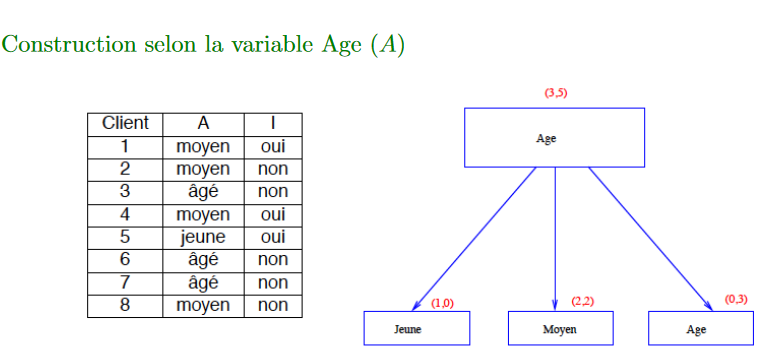 Construction selon la variable Age (A)
Client A I
1 moyen oui
2 moyen non
3 âgé non
4 moyen oui
5 jeune oui
6 âgé non
7 âgé non
8 moyen non
(3,5)
Age
(1,0) (2,2) (0,3)
Jeune Moyen Age